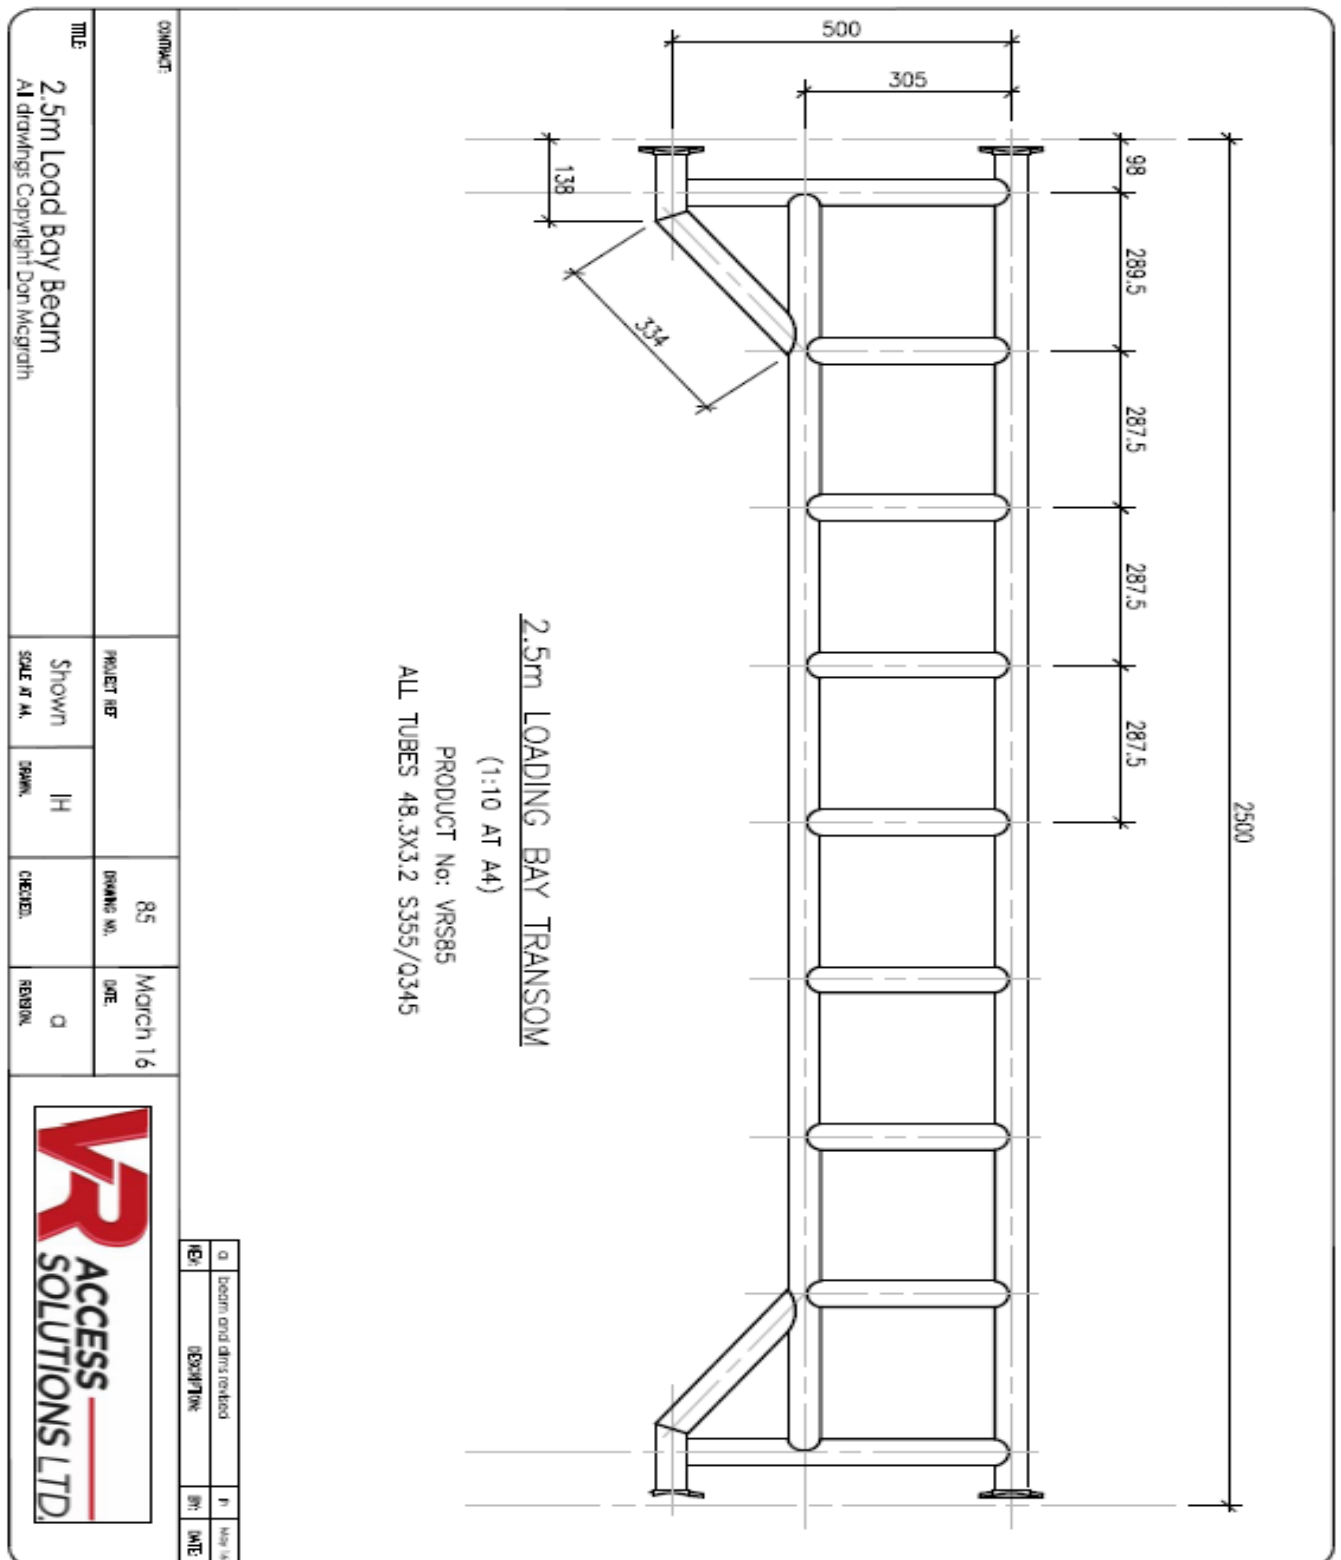 2500
98
289.5
287.5
287.5
287.5
500
305
138
334
2.5m LOADING BAY TRANSOM
(1:10 AT A4)
PRODUCT No: VRS85
ALL TUBES 48.3X3.2 S355/Q345
a beam and dims revised May 16
REV: DESCRIPTION: BY: DATE:
CONTRACT:
PROJECT REF
85
DRAWING NO.
March 16
DATE.
TITLE:
2.5m Load Bay Beam
All drawings Copyright Don Mcgrath
Shown
SCALE AT A4.
IH
DRAWN.
CHECKED.
a
REVISION.
VR
ACCESS
SOLUTIONS LTD.